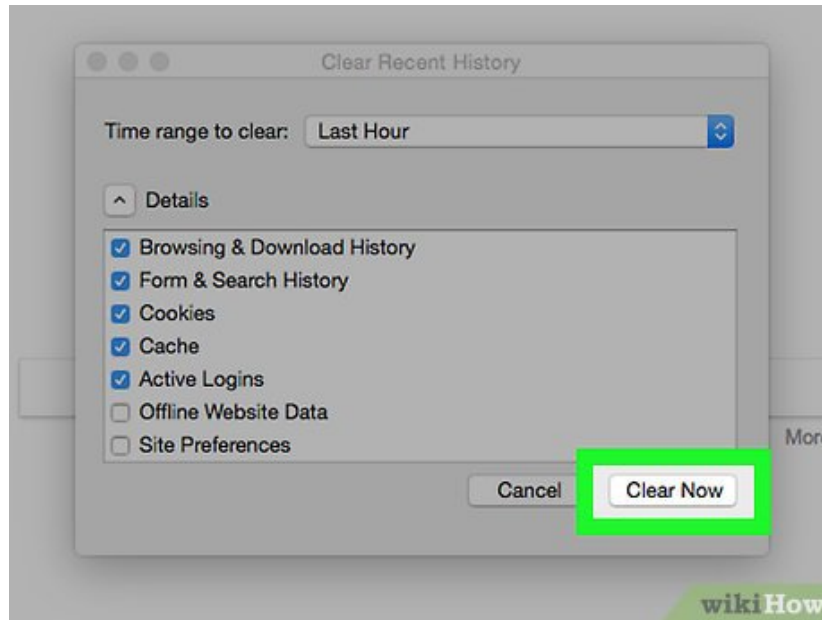 Clear Recent History
Time range to clear: Last Hour
Details
Browsing & Download History
Form & Search History
Cookies
Cache
Active Logins
Offline Website Data
Site Preferences
More
Cancel Clear Now
wikiHow